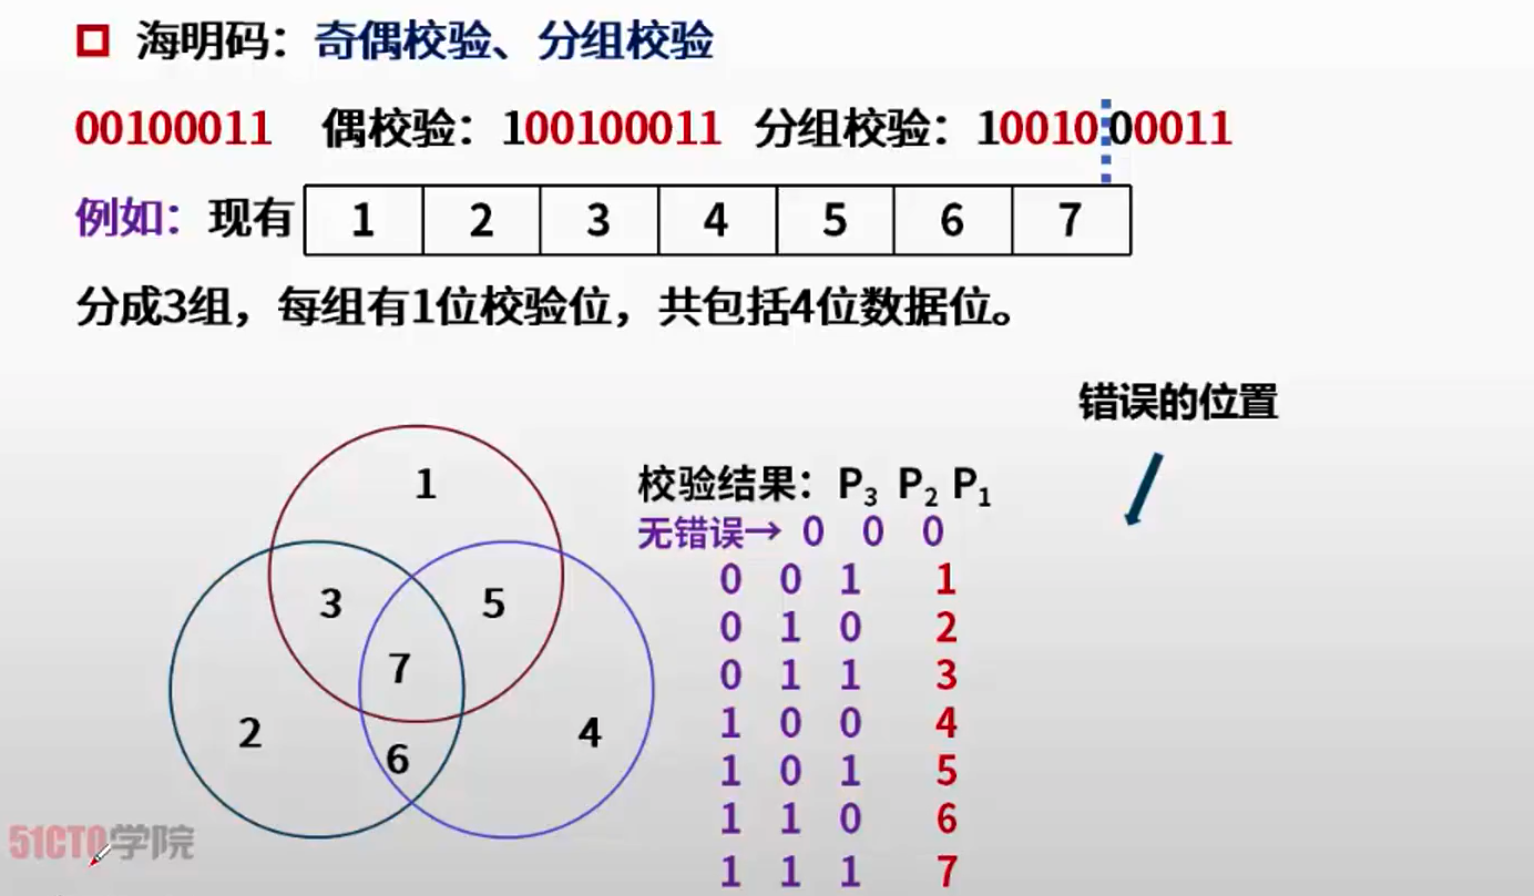 海明码：奇偶校验、分组校验
00100011 偶校验：100100011 分组校验：1001000011
例如：现有 1 2 3 4 5 6 7
分成3组，每组有1位校验位，共包括4位数据位。
错误的位置
1
3 5
7
2 4
6
校验结果：P3 P2 P1
无错误→ 0 0 0
0 0 1 1
0 1 0 2
0 1 1 3
1 0 0 4
1 0 1 5
1 1 0 6
1 1 1 7
51CTO学院